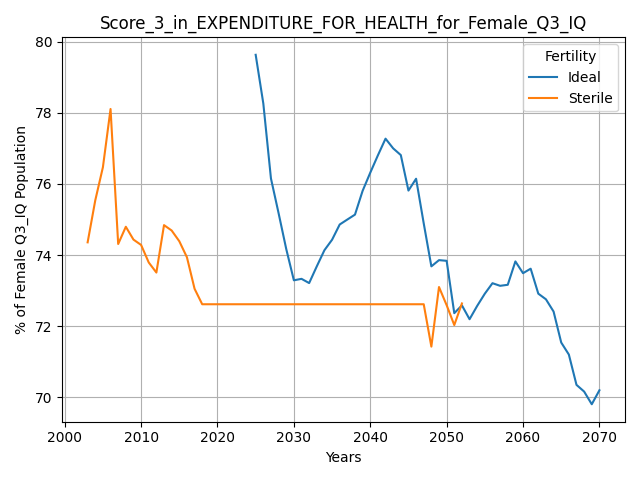 Score_3_in_EXPENDITURE_FOR_HEALTH_for_Female_Q3_IQ
Fertility
Ideal
Sterile
% of Female Q3_IQ Population
80
78
76
74
72
70
2000 2010 2020 2030 2040 2050 2060 2070
Years